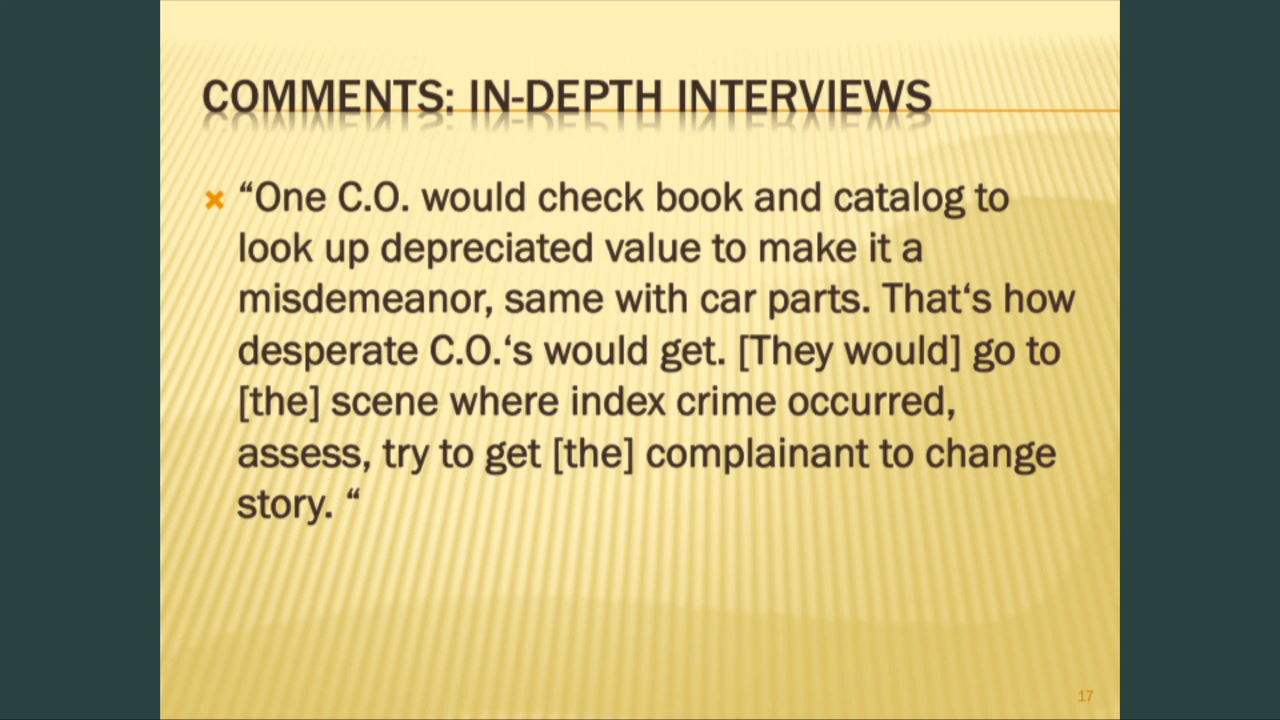 COMMENTS: IN-DEPTH INTERVIEWS
“One C.O. would check book and catalog to
look up depreciated value to make it a
misdemeanor, same with car parts. That‘s how
desperate C.O.‘s would get. [They would] go to
[the] scene where index crime occurred,
assess, try to get [the] complainant to change
story. “
17